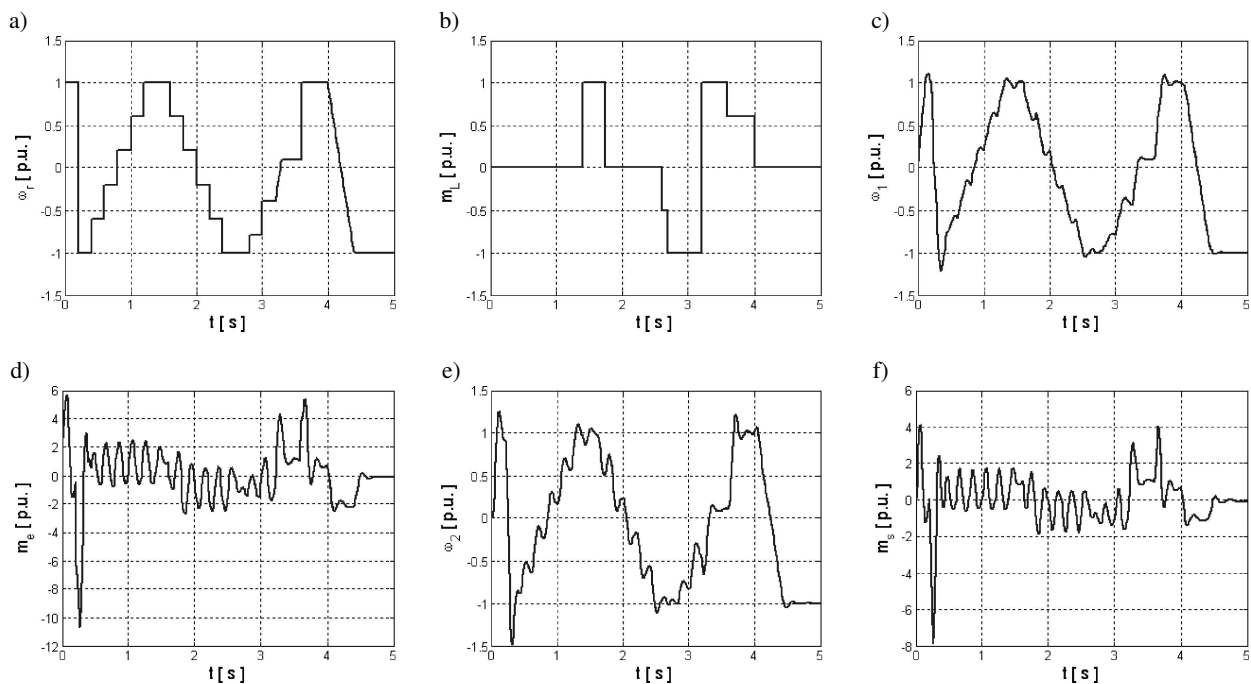 a)
1.5
1
0.5
0
-0.5
-1
-1.5
ω_r [ p.u. ]
0 1 2 3 4 5
t [ s ]
b)
1.5
1
0.5
0
-0.5
-1
-1.5
m_L [ p.u. ]
0 1 2 3 4 5
t [ s ]
c)
1.5
1
0.5
0
-0.5
-1
-1.5
ω_1 [ p.u. ]
0 1 2 3 4 5
t [ s ]
d)
6
4
2
0
-2
-4
-6
-8
-10
-12
m_e [ p.u. ]
0 1 2 3 4 5
t [ s ]
e)
1.5
1
0.5
0
-0.5
-1
-1.5
ω_2 [ p.u. ]
0 1 2 3 4 5
t [ s ]
f)
6
4
2
0
-2
-4
-6
-8
m_s [ p.u. ]
0 1 2 3 4 5
t [ s ]